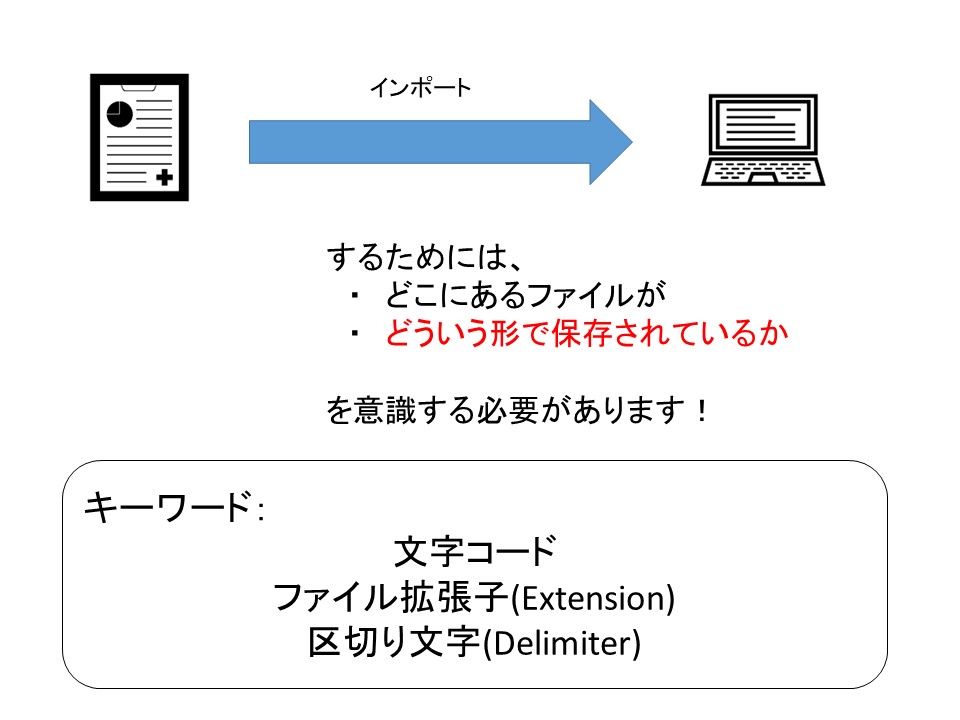 インポート
するためには、
・ どこにあるファイルが
・ どういう形で保存されているか
を意識する必要があります！
キーワード：
文字コード
ファイル拡張子(Extension)
区切り文字(Delimiter)